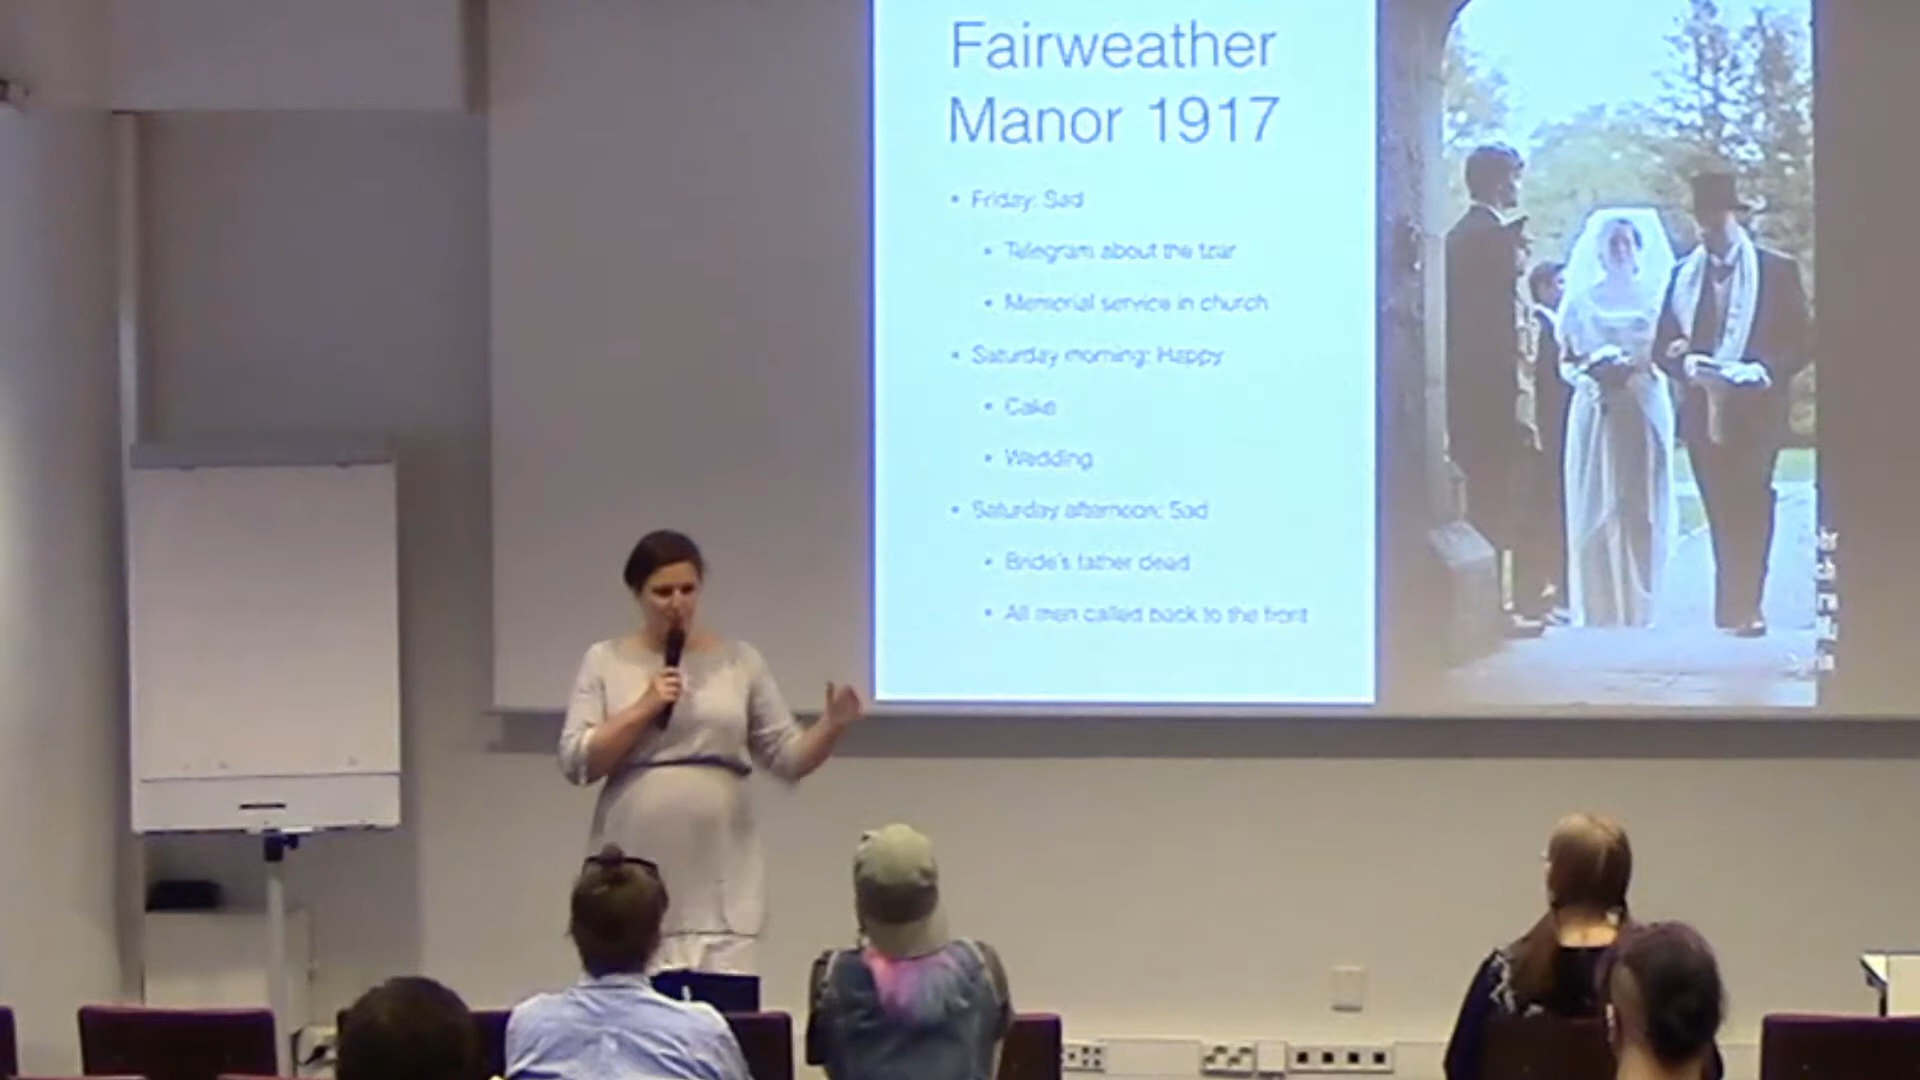 Fairweather
Manor 1917
• Friday: Sad
• Telegram about the tzar
• Memorial service in church
• Saturday morning: Happy
• Cake
• Wedding
• Saturday afternoon: Sad
• Bride's father dead
• All men called back to the front